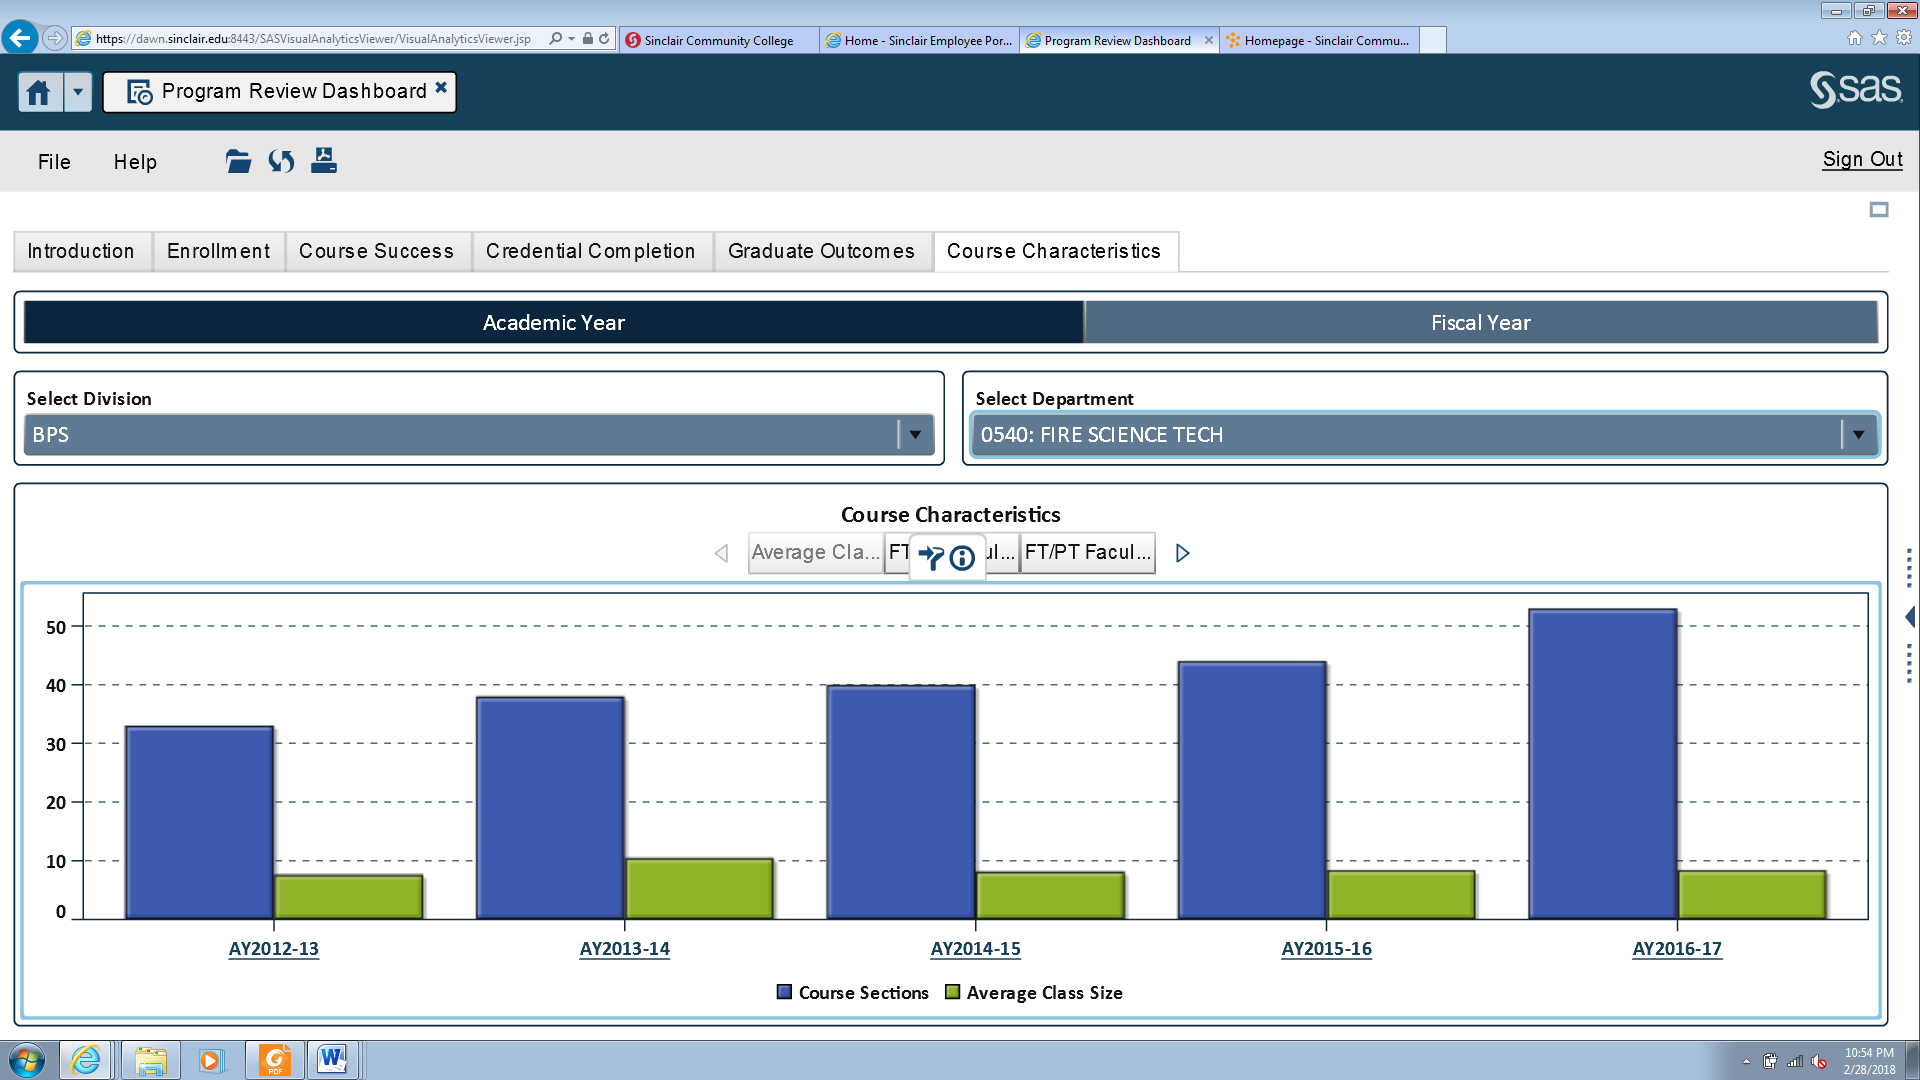 https://dawn.sinclair.edu:8443/SASVisualAnalyticsViewer/VisualAnalyticsViewer.jsp
Sinclair Community College
Home - Sinclair Employee Por...
Program Review Dashboard
Homepage - Sinclair Commu...
Program Review Dashboard
sas
File
Help
Sign Out
Introduction
Enrollment
Course Success
Credential Completion
Graduate Outcomes
Course Characteristics
Academic Year
Fiscal Year
Select Division
Select Department
BPS
0540: FIRE SCIENCE TECH
Course Characteristics
Average Cla...
FT
ul...
FT/PT Facul...
50
40
30
20
10
0
AY2012-13
AY2013-14
AY2014-15
AY2015-16
AY2016-17
Course Sections
Average Class Size
PDF
W
10:54 PM
2/28/2018